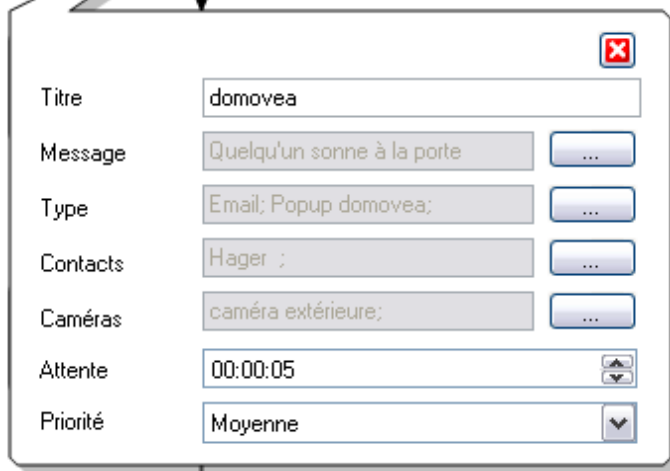 Titre domovea
Message Quelqu'un sonne à la porte ...
Type Email; Popup domovea; ...
Contacts Hager  ; ...
Caméras caméra extérieure; ...
Attente 00:00:05
Priorité Moyenne